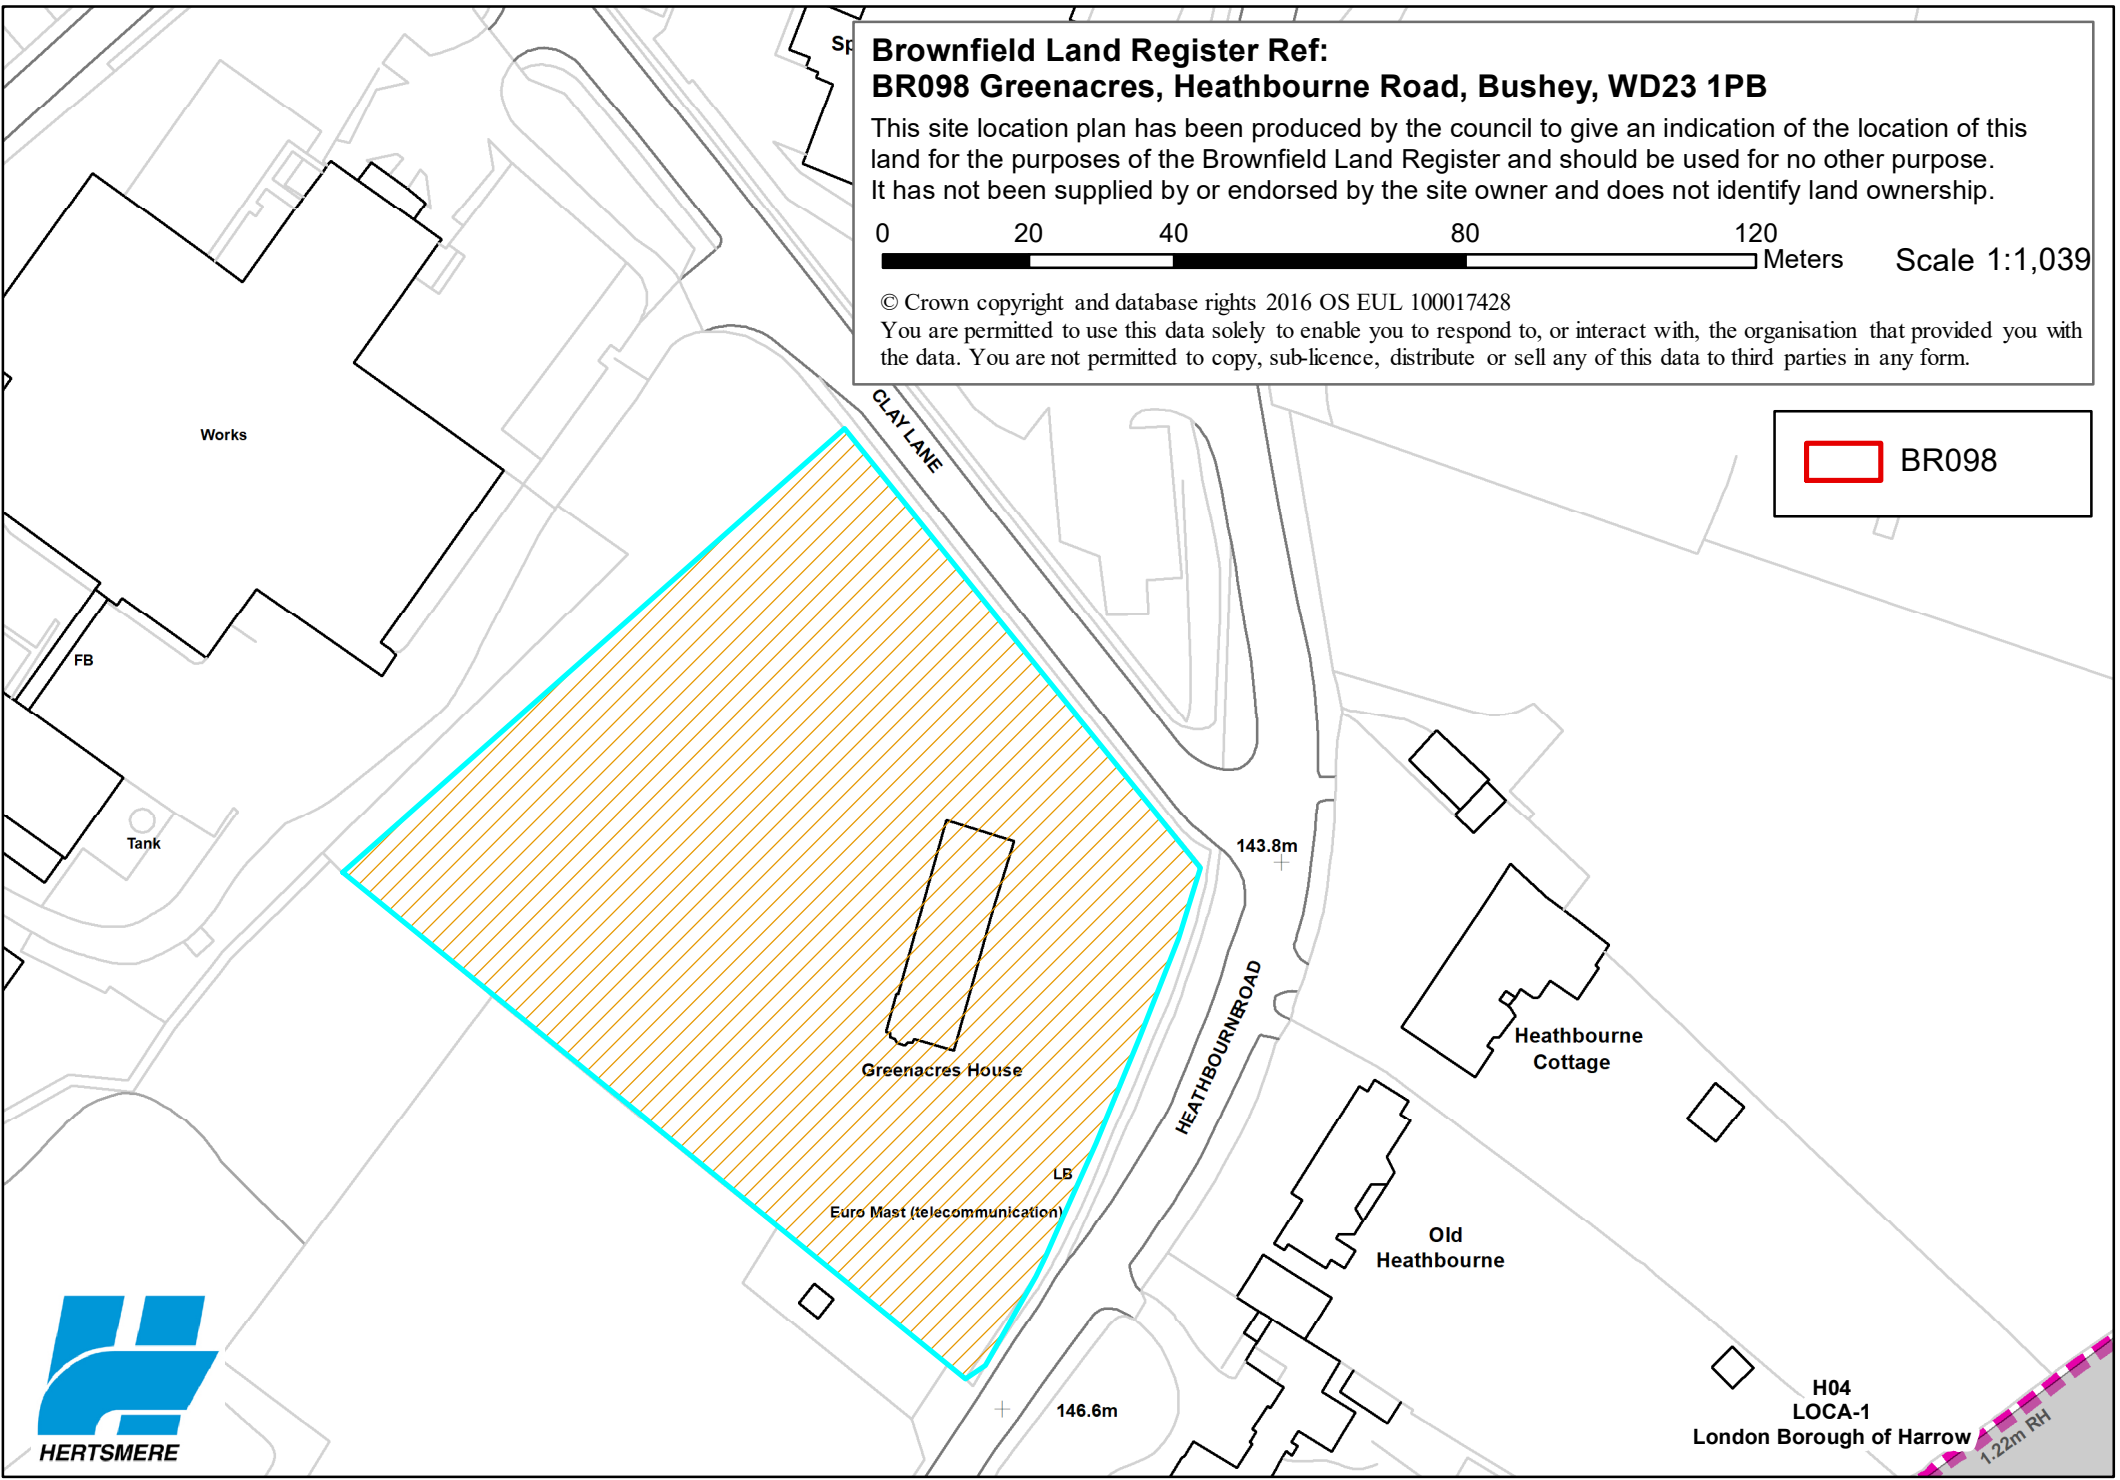 Brownfield Land Register Ref:
BR098 Greenacres, Heathbourne Road, Bushey, WD23 1PB
This site location plan has been produced by the council to give an indication of the location of this
land for the purposes of the Brownfield Land Register and should be used for no other purpose.
It has not been supplied by or endorsed by the site owner and does not identify land ownership.
0 20 40 80 120
Meters Scale 1:1,039
© Crown copyright and database rights 2016 OS EUL 100017428
You are permitted to use this data solely to enable you to respond to, or interact with, the organisation that provided you with
the data. You are not permitted to copy, sub-licence, distribute or sell any of this data to third parties in any form.
BR098
CLAY LANE
Works
FB
Tank
143.8m
HEATHBOURNE ROAD
Heathbourne
Cottage
Greenacres House
LB
Euro Mast (telecommunication)
Old
Heathbourne
146.6m
H04
LOCA-1
London Borough of Harrow
1.22m RH
HERTSMERE